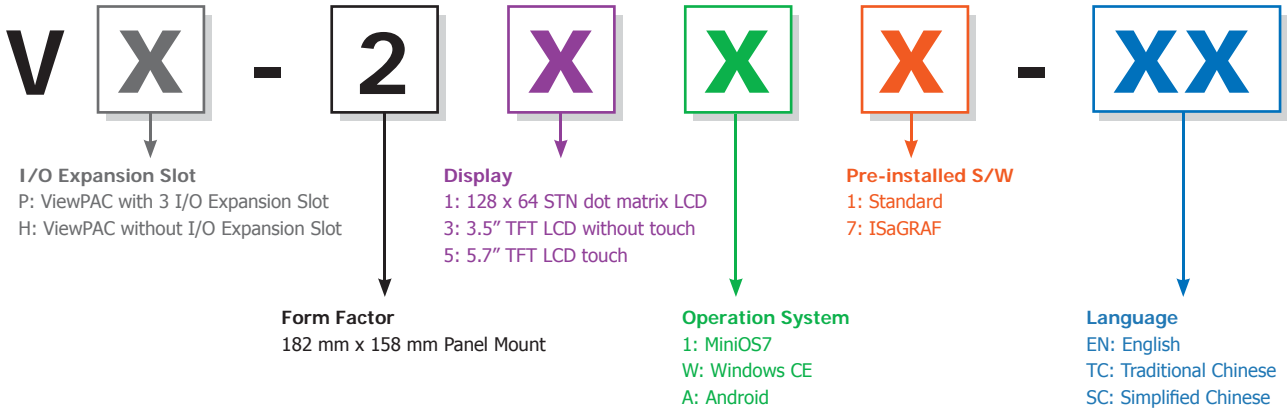 V X - 2 X X X - XX
I/O Expansion Slot
P: ViewPAC with 3 I/O Expansion Slot
H: ViewPAC without I/O Expansion Slot
Display
1: 128 x 64 STN dot matrix LCD
3: 3.5" TFT LCD without touch
5: 5.7" TFT LCD touch
Pre-installed S/W
1: Standard
7: ISaGRAF
Form Factor
182 mm x 158 mm Panel Mount
Operation System
1: MiniOS7
W: Windows CE
A: Android
Language
EN: English
TC: Traditional Chinese
SC: Simplified Chinese